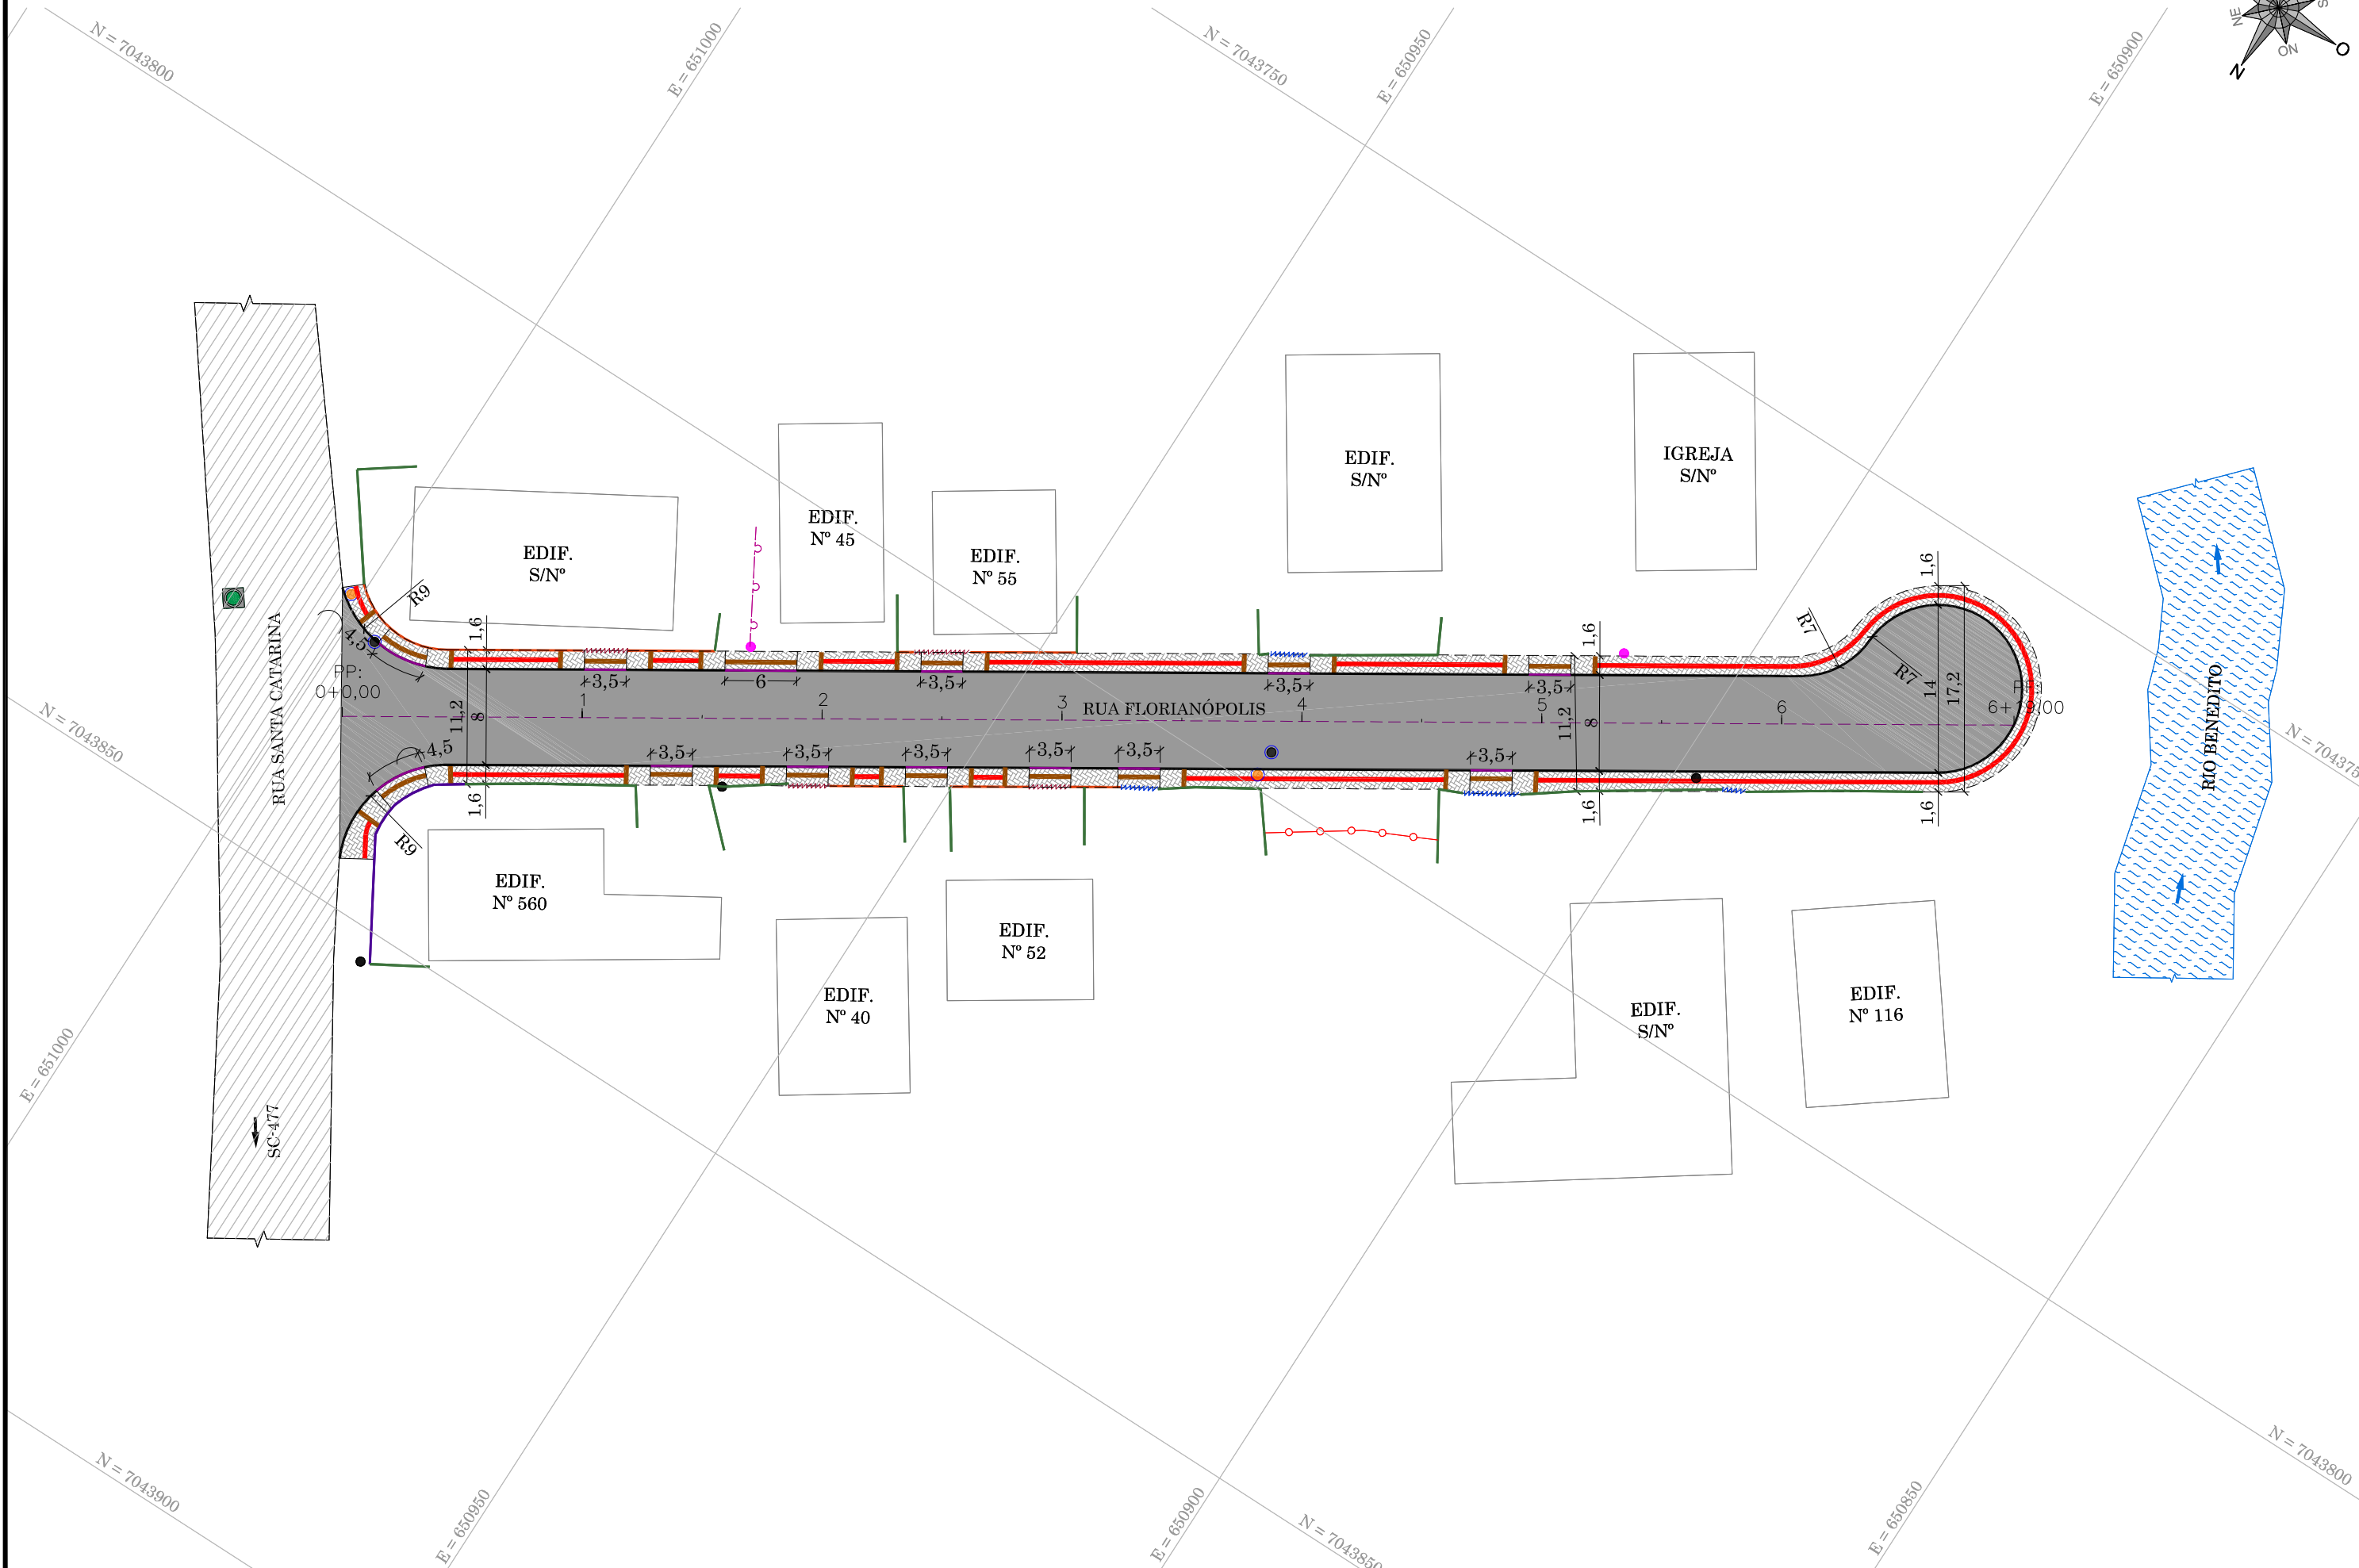 N = 7043800
E = 651000
N = 7043750
E = 650950
E = 650900
NE
S
NO
N
O
EDIF.
S/Nº
IGREJA
S/Nº
EDIF.
Nº 45
EDIF.
S/Nº
EDIF.
Nº 55
R9
1,6
4,5
PP:
0+0,00
3,5
6
3,5
3,5
3,5
1,6
1,6
R7
R7
14
17,2
11,2
8
1
2
3
RUA FLORIANÓPOLIS
4
5
11,2
8
6
6+19,00
RUA SANTA CATARINA
RIO BENEDITO
N = 7043850
4,5
3,5
3,5
3,5
3,5
3,5
3,5
1,6
1,6
1,6
R9
EDIF.
Nº 560
EDIF.
Nº 52
EDIF.
Nº 40
EDIF.
S/Nº
EDIF.
Nº 116
SC-477
E = 651000
N = 7043900
E = 650950
E = 650900
N = 7043850
E = 650850
N = 7043800